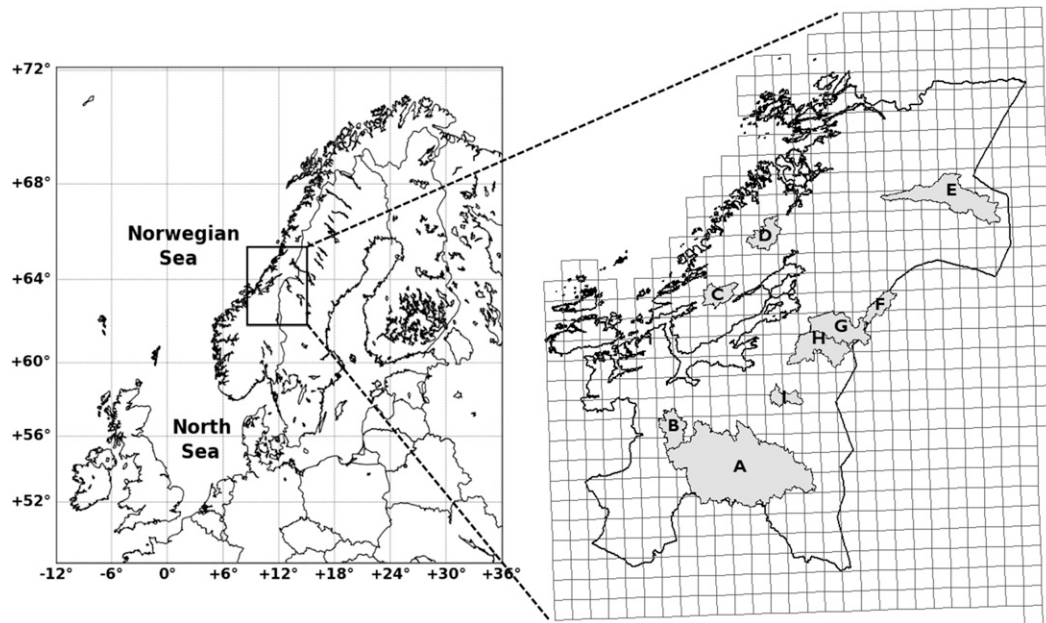 +72°
+68°
Norwegian
Sea
+64°
+60°
North
Sea
+56°
+52°
-12° -6° 0° +6° +12° +18° +24° +30° +36°
E
D
C
F
G
H
I
B
A